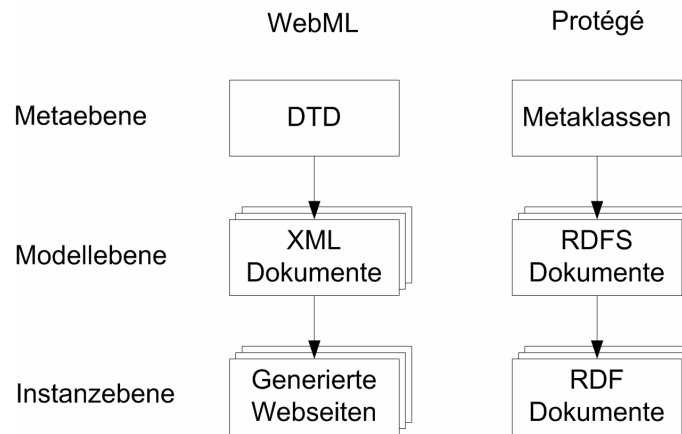 WebML Protégé
Metaebene DTD Metaklassen
Modellebene XML Dokumente RDFS Dokumente
Instanzebene Generierte Webseiten RDF Dokumente